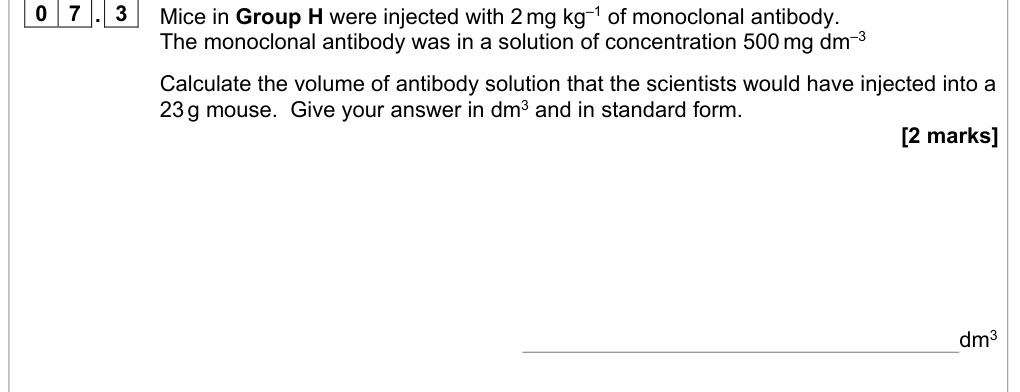 0 7 . 3 Mice in Group H were injected with 2 mg kg⁻¹ of monoclonal antibody.
The monoclonal antibody was in a solution of concentration 500 mg dm⁻³
Calculate the volume of antibody solution that the scientists would have injected into a
23 g mouse. Give your answer in dm³ and in standard form.
[2 marks]
dm³